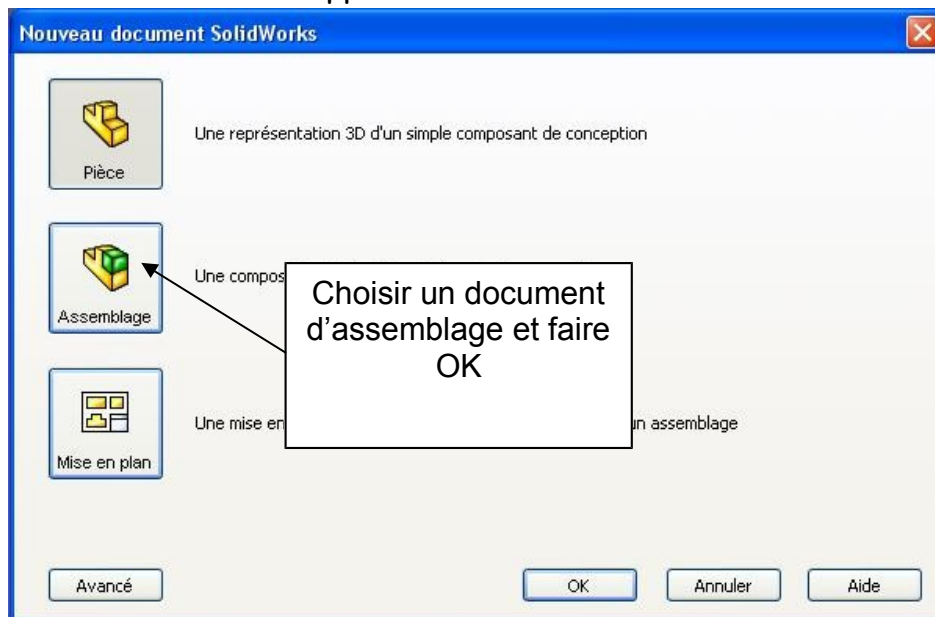 Nouveau document SolidWorks
Pièce
Une représentation 3D d'un simple composant de conception
Assemblage
Une
Choisir un document
d’assemblage et faire
OK
Mise en plan
Une mise en
un assemblage
Avancé
OK
Annuler
Aide